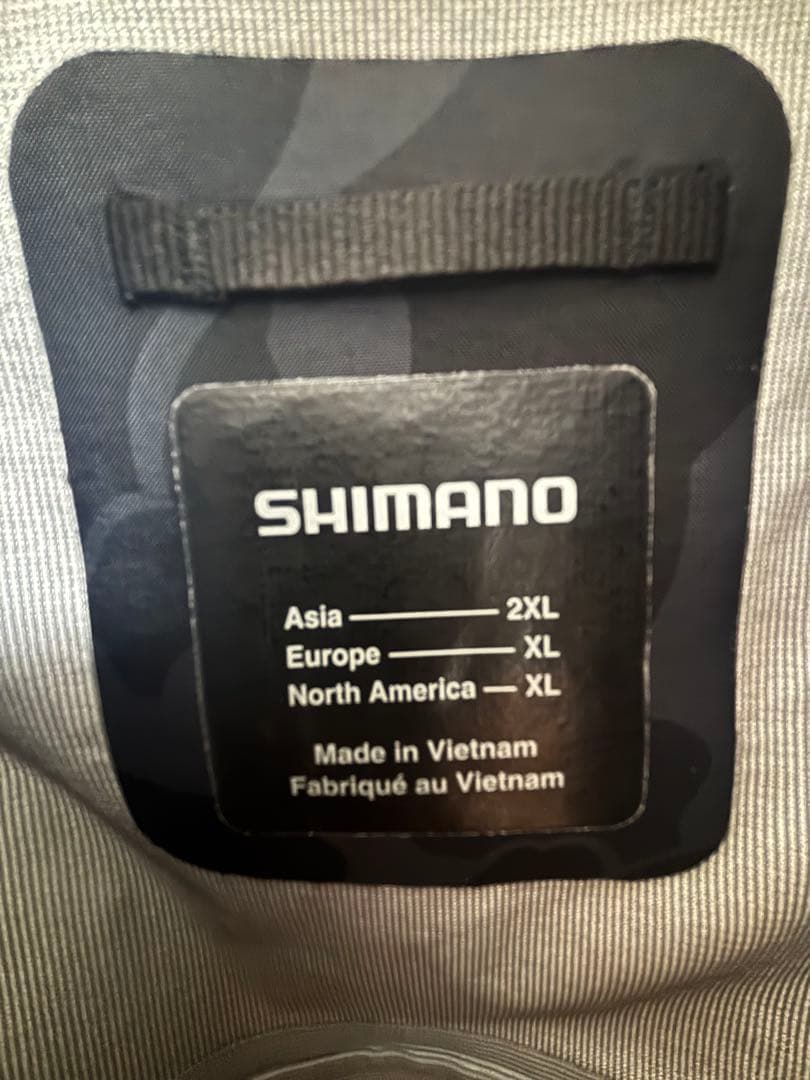 SHIMANO
Asia — 2XL
Europe — XL
North America — XL
Made in Vietnam
Fabriqué au Vietnam